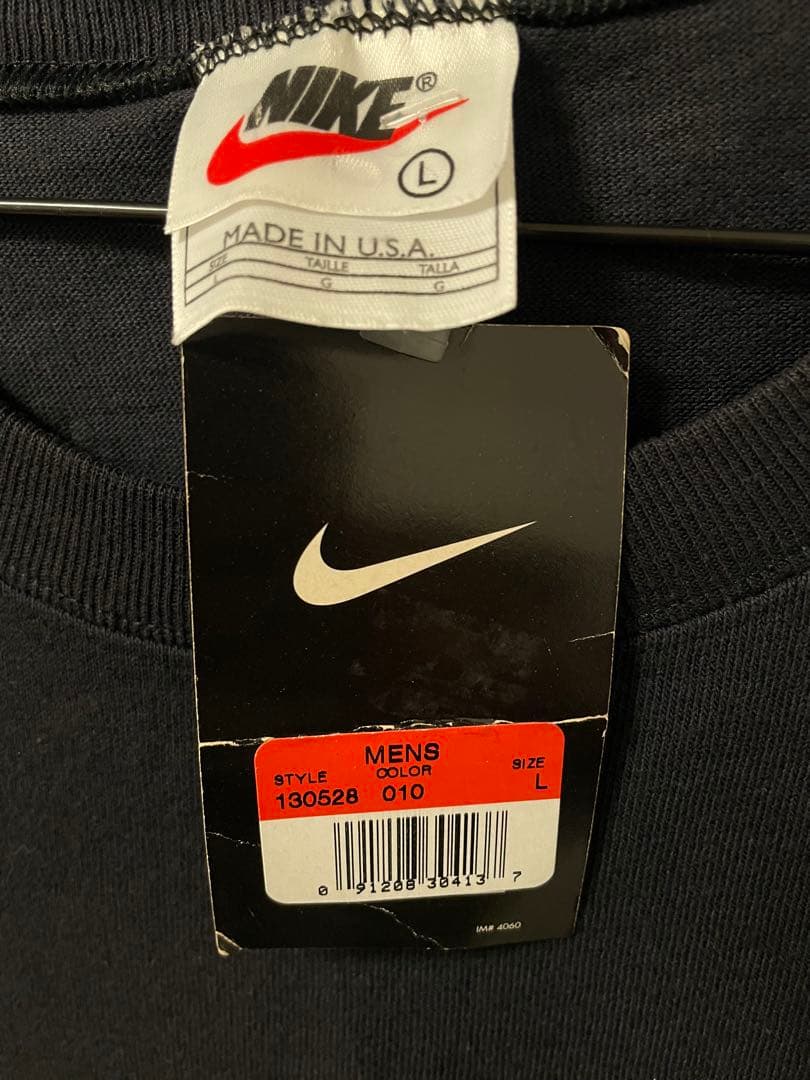 NIKE®
L
MADE IN U.S.A.
SIZE TAILLE TALLA
L G G
MENS
STYLE COLOR SIZE
130528 010 L
0 91208 30413 7
IM# 4060